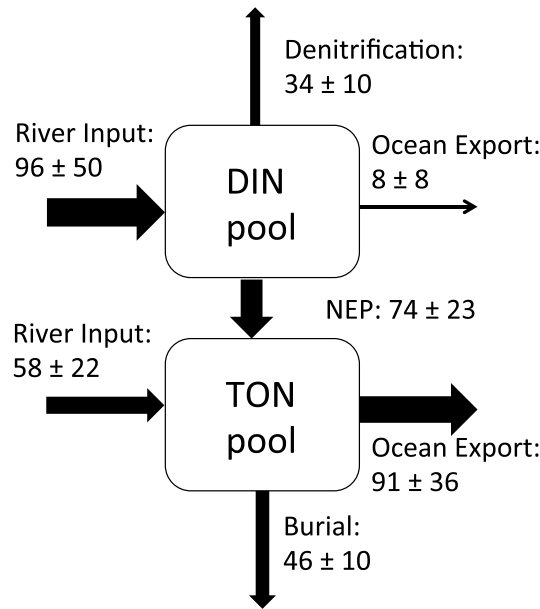 Denitrification:
34 ± 10
River Input:
96 ± 50
DIN
pool
Ocean Export:
8 ± 8
NEP: 74 ± 23
River Input:
58 ± 22
TON
pool
Ocean Export:
91 ± 36
Burial:
46 ± 10